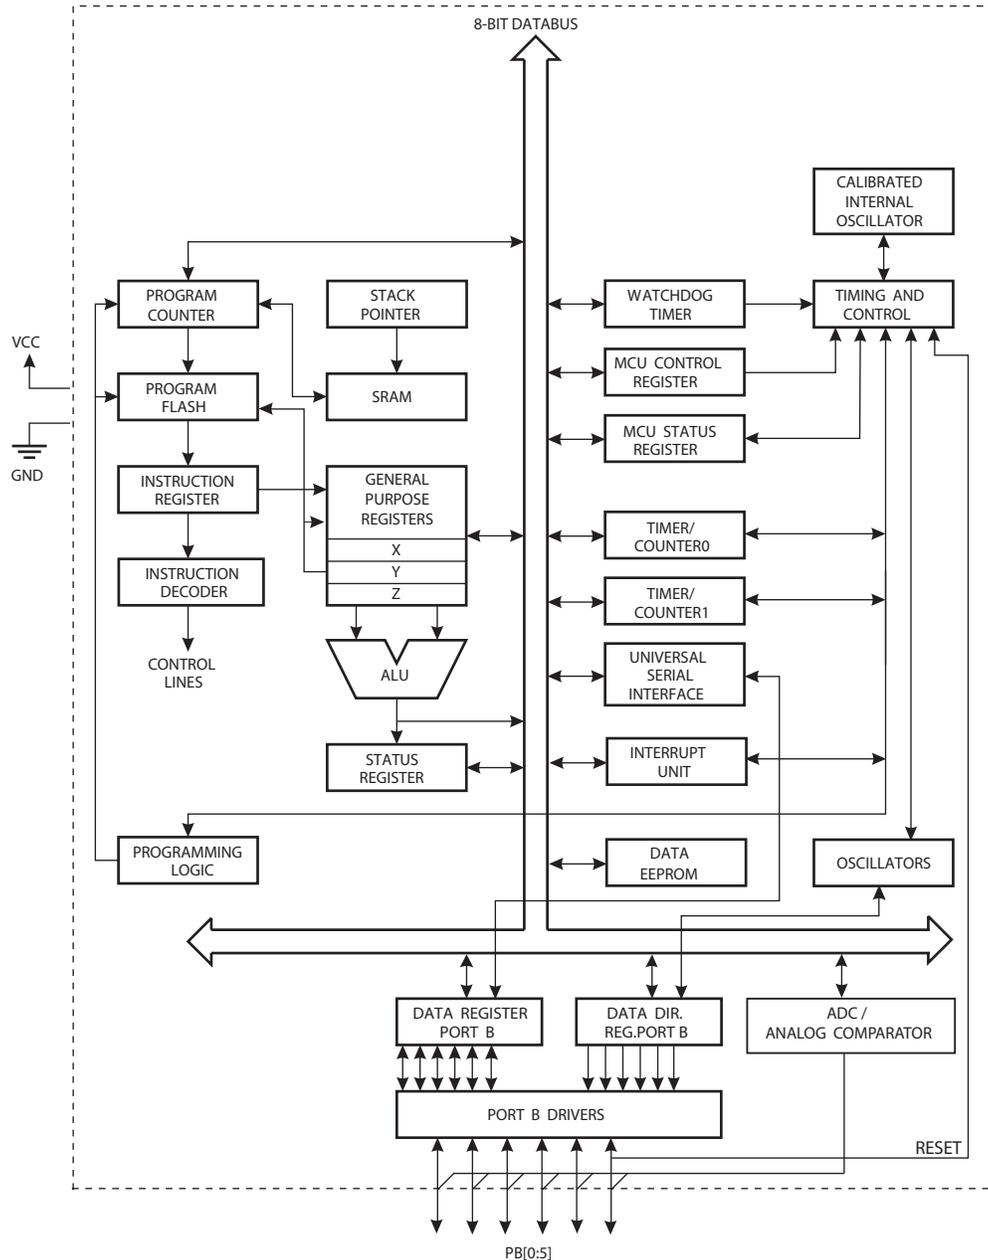 8-BIT DATABUS
CALIBRATED
INTERNAL
OSCILLATOR
PROGRAM
COUNTER
STACK
POINTER
WATCHDOG
TIMER
TIMING AND
CONTROL
VCC
GND
PROGRAM
FLASH
SRAM
MCU CONTROL
REGISTER
MCU STATUS
REGISTER
INSTRUCTION
REGISTER
GENERAL
PURPOSE
REGISTERS
X
Y
Z
INSTRUCTION
DECODER
CONTROL
LINES
TIMER/
COUNTER0
TIMER/
COUNTER1
ALU
UNIVERSAL
SERIAL
INTERFACE
STATUS
REGISTER
INTERRUPT
UNIT
PROGRAMMING
LOGIC
DATA
EEPROM
OSCILLATORS
DATA REGISTER
PORT B
DATA DIR.
REG.PORT B
ADC /
ANALOG COMPARATOR
PORT B DRIVERS
RESET
PB[0:5]